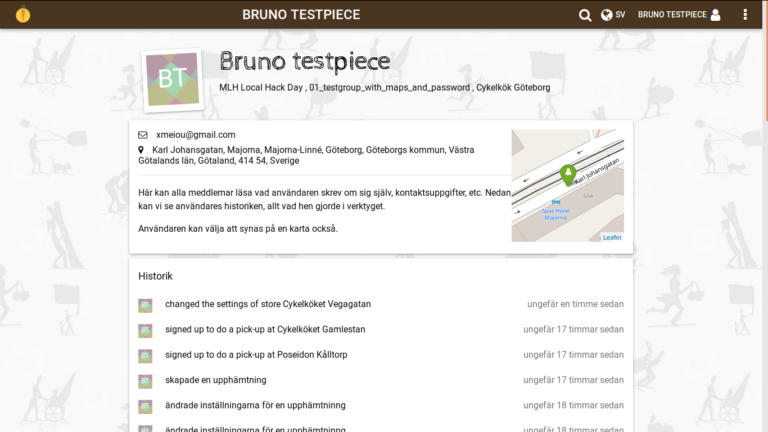 BRUNO TESTPIECE
SV
BRUNO TESTPIECE
BT
Bruno testpiece
MLH Local Hack Day , 01_testgroup_with_maps_and_password , Cykelkök Göteborg
xmeiou@gmail.com
Karl Johansgatan, Majorna, Majorna-Linné, Göteborg, Göteborgs kommun, Västra
Götalands län, Götaland, 414 54, Sverige
Här kan alla meddlemar läsa vad användaren skrev om sig själv, kontaktsuppgifter, etc. Nedan
kan vi se användares historiken, allt vad hen gjorde i verktyget.
Användaren kan välja att synas på en karta också.
Karl Johansgatan
Spar Hotel
Majorna
Leaflet
Historik
BT changed the settings of store Cykelköket Vegagatan ungefär en timme sedan
BT signed up to do a pick-up at Cykelköket Gamlestan ungefär 17 timmar sedan
BT signed up to do a pick-up at Poseidon Kålltorp ungefär 17 timmar sedan
BT skapade en upphämtning ungefär 17 timmar sedan
BT ändrade inställningarna för en upphämtninng ungefär 18 timmar sedan
BT ändrade inställningarna för en upphämtninng ungefär 18 timmar sedan